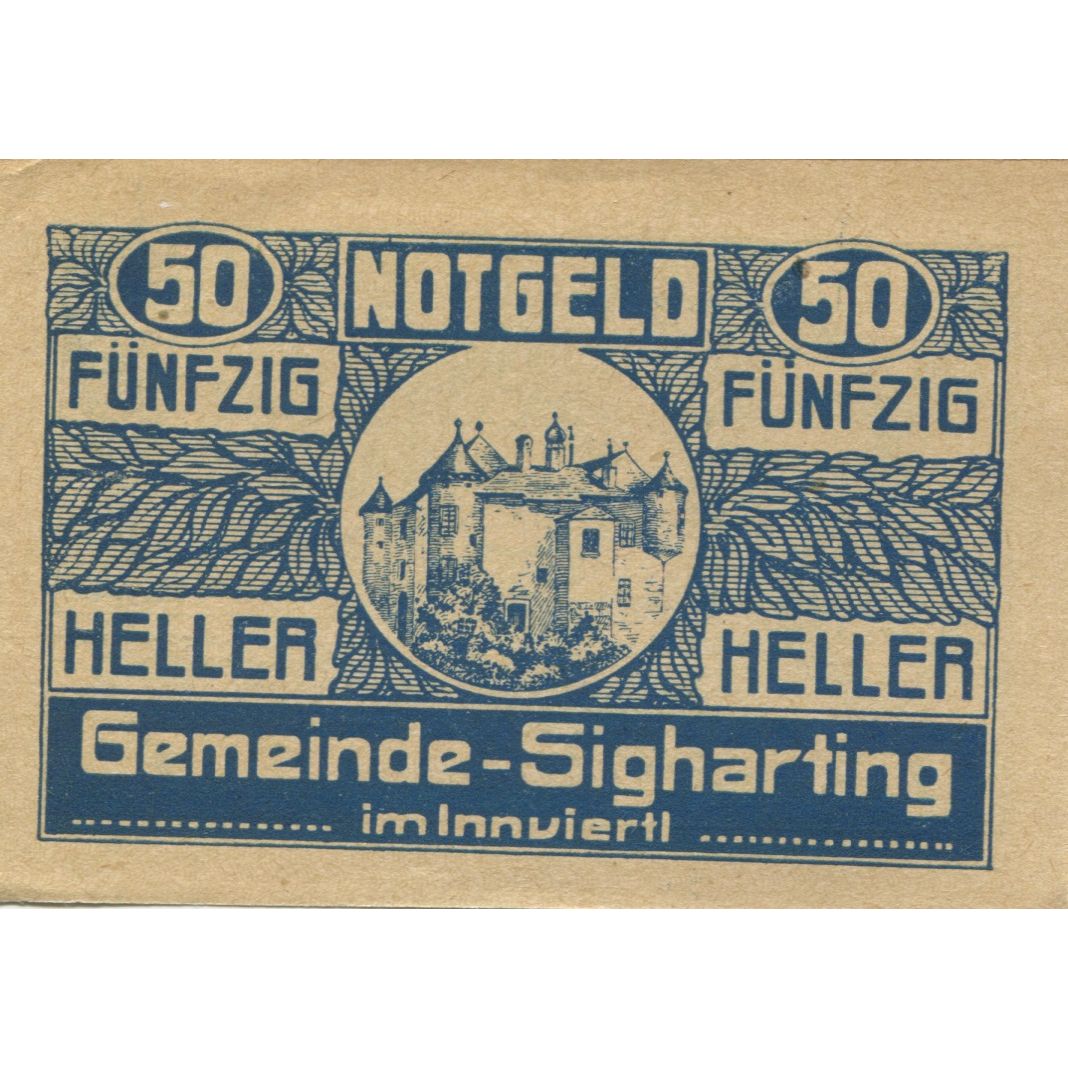 50 NOTGELD 50
FÜNFZIG FÜNFZIG
HELLER HELLER
Gemeinde-Sigharting
im Innviertl